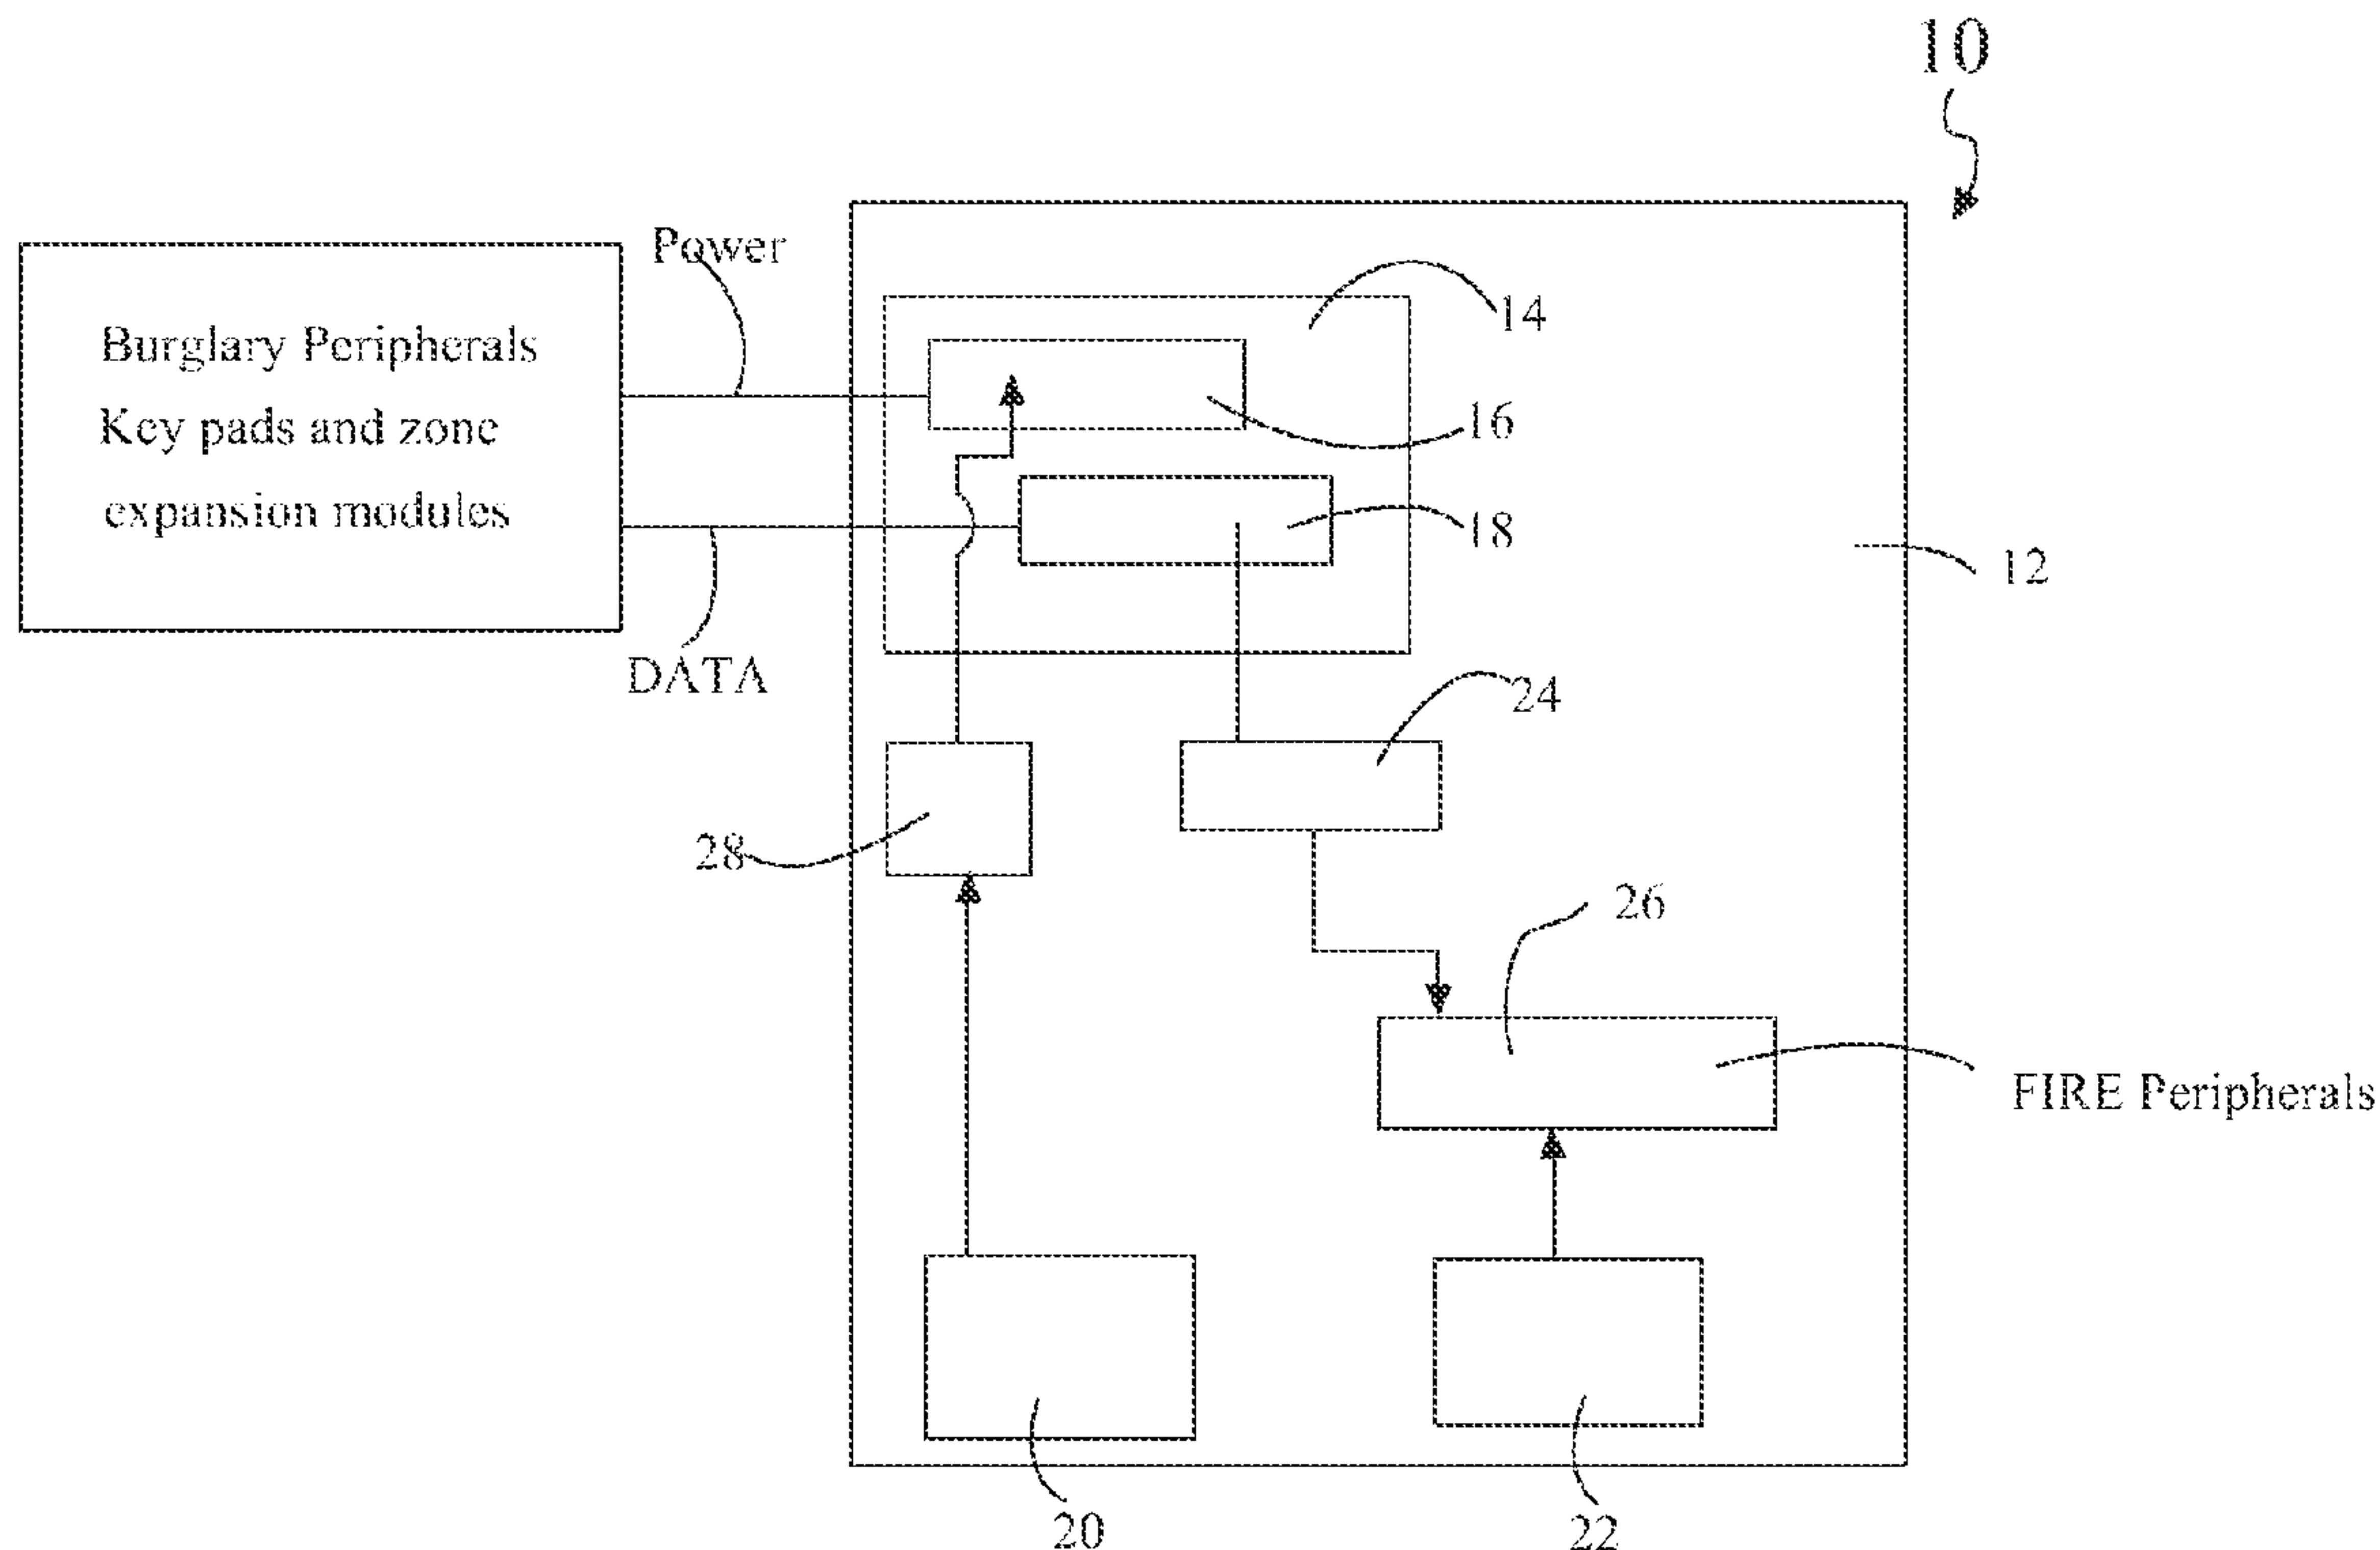 10
Power
Burglary Peripherals
Key pads and zone
expansion modules
14
16
18
12
DATA
24
28
26
FIRE Peripherals
20
22